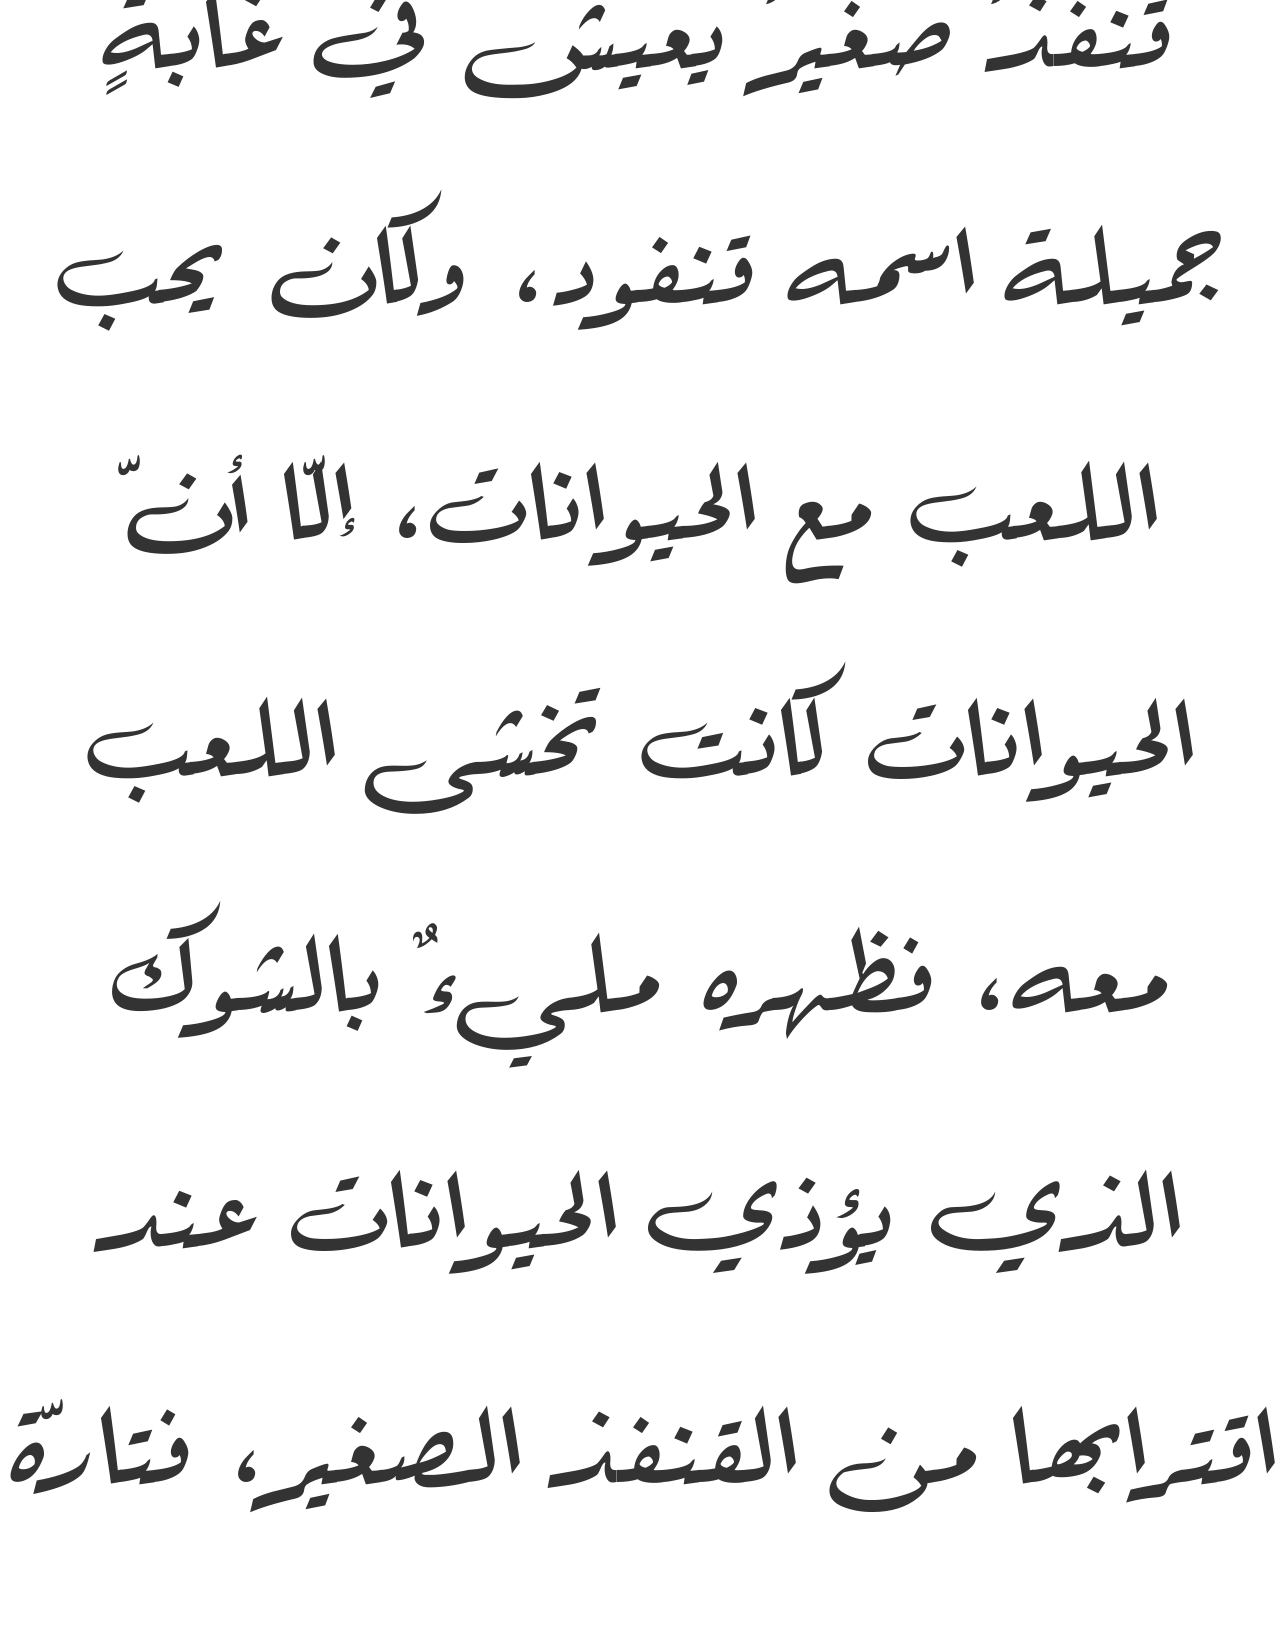 قنفذٌ صغيرٌ يعيش في غابةٍ
جميلة اسمه قنفود، وكان يحب
اللعب مع الحيوانات، إلّا أنّ
الحيوانات كانت تخشى اللعب
معه، فظهره مليءٌ بالشوك
الذي يؤذي الحيوانات عند
اقترابها من القنفذ الصغير، فتارةّ